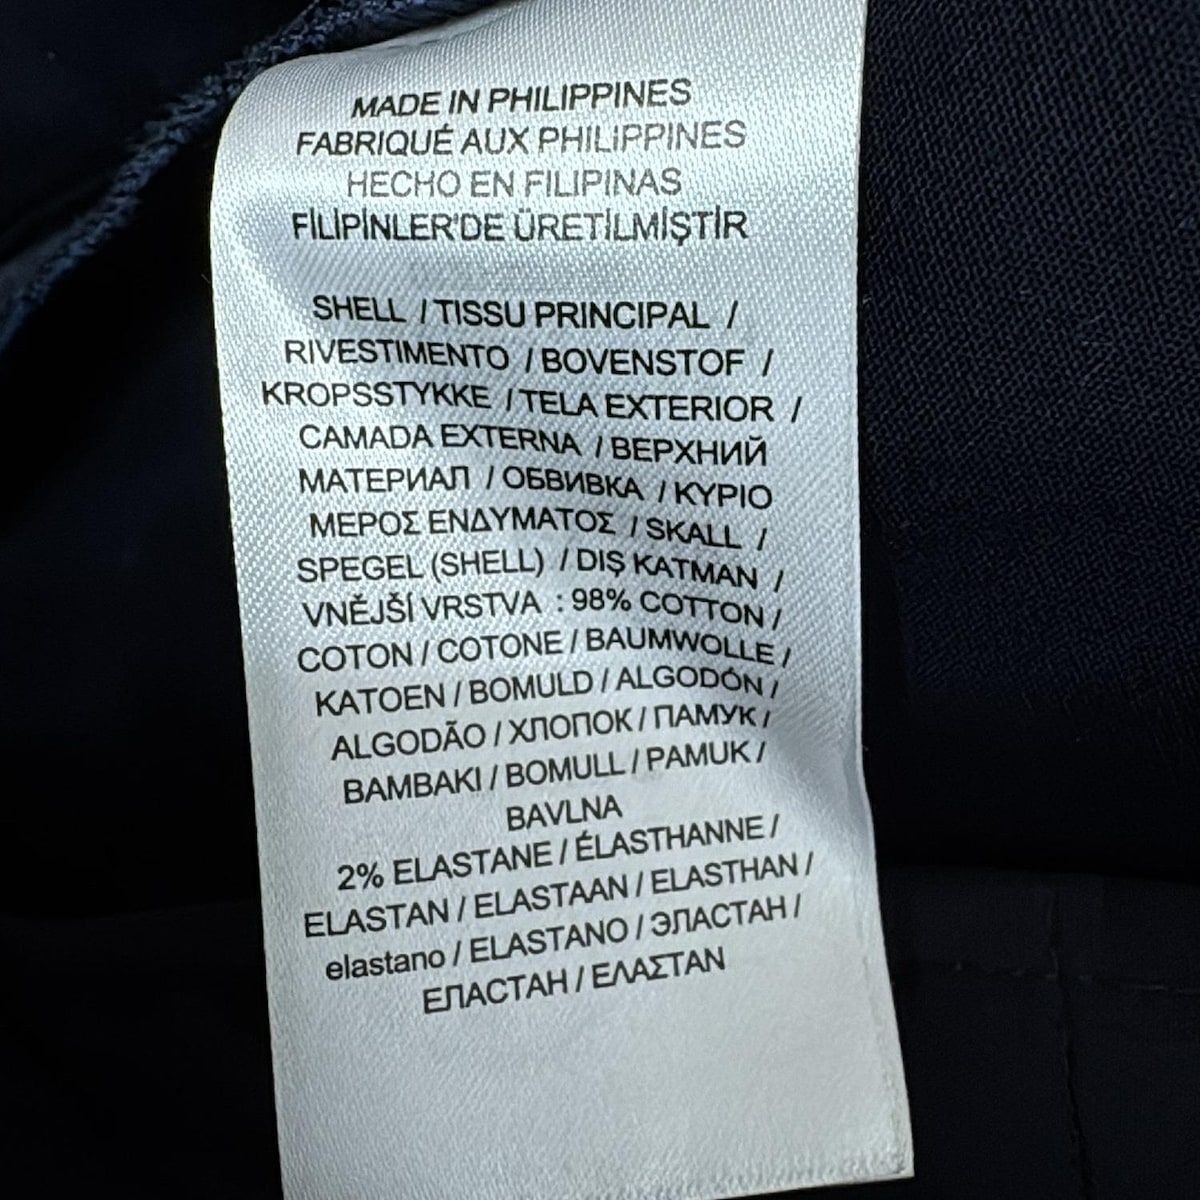 MADE IN PHILIPPINES
FABRIQUÉ AUX PHILIPPINES
HECHO EN FILIPINAS
FİLİPİNLER'DE ÜRETİLMİŞTİR
SHELL / TISSU PRINCIPAL /
RIVESTIMENTO / BOVENSTOF /
KROPSSTYKKE / TELA EXTERIOR /
CAMADA EXTERNA / ВЕРХНИЙ
МАТЕРИАЛ / ОБВИВКА / ΚΥΡΙΟ
ΜΕΡΟΣ ΕΝΔΥΜΑΤΟΣ / SKALL /
SPEGEL (SHELL) / DIŞ KATMAN /
VNĚJŠÍ VRSTVA : 98% COTTON /
COTON / COTONE / BAUMWOLLE /
KATOEN / BOMULD / ALGODÓN /
ALGODÃO / ХЛОПОК / ПАМУК /
ΒΑΜΒΑΚΙ / BOMULL / PAMUK /
BAVLNA
2% ELASTANE / ÉLASTHANNE /
ELASTAN / ELASTAAN / ELASTHAN /
elastano / ELASTANO / ЭЛАСТАН /
ЕЛАСТАН / ΕΛΑΣΤΑΝ